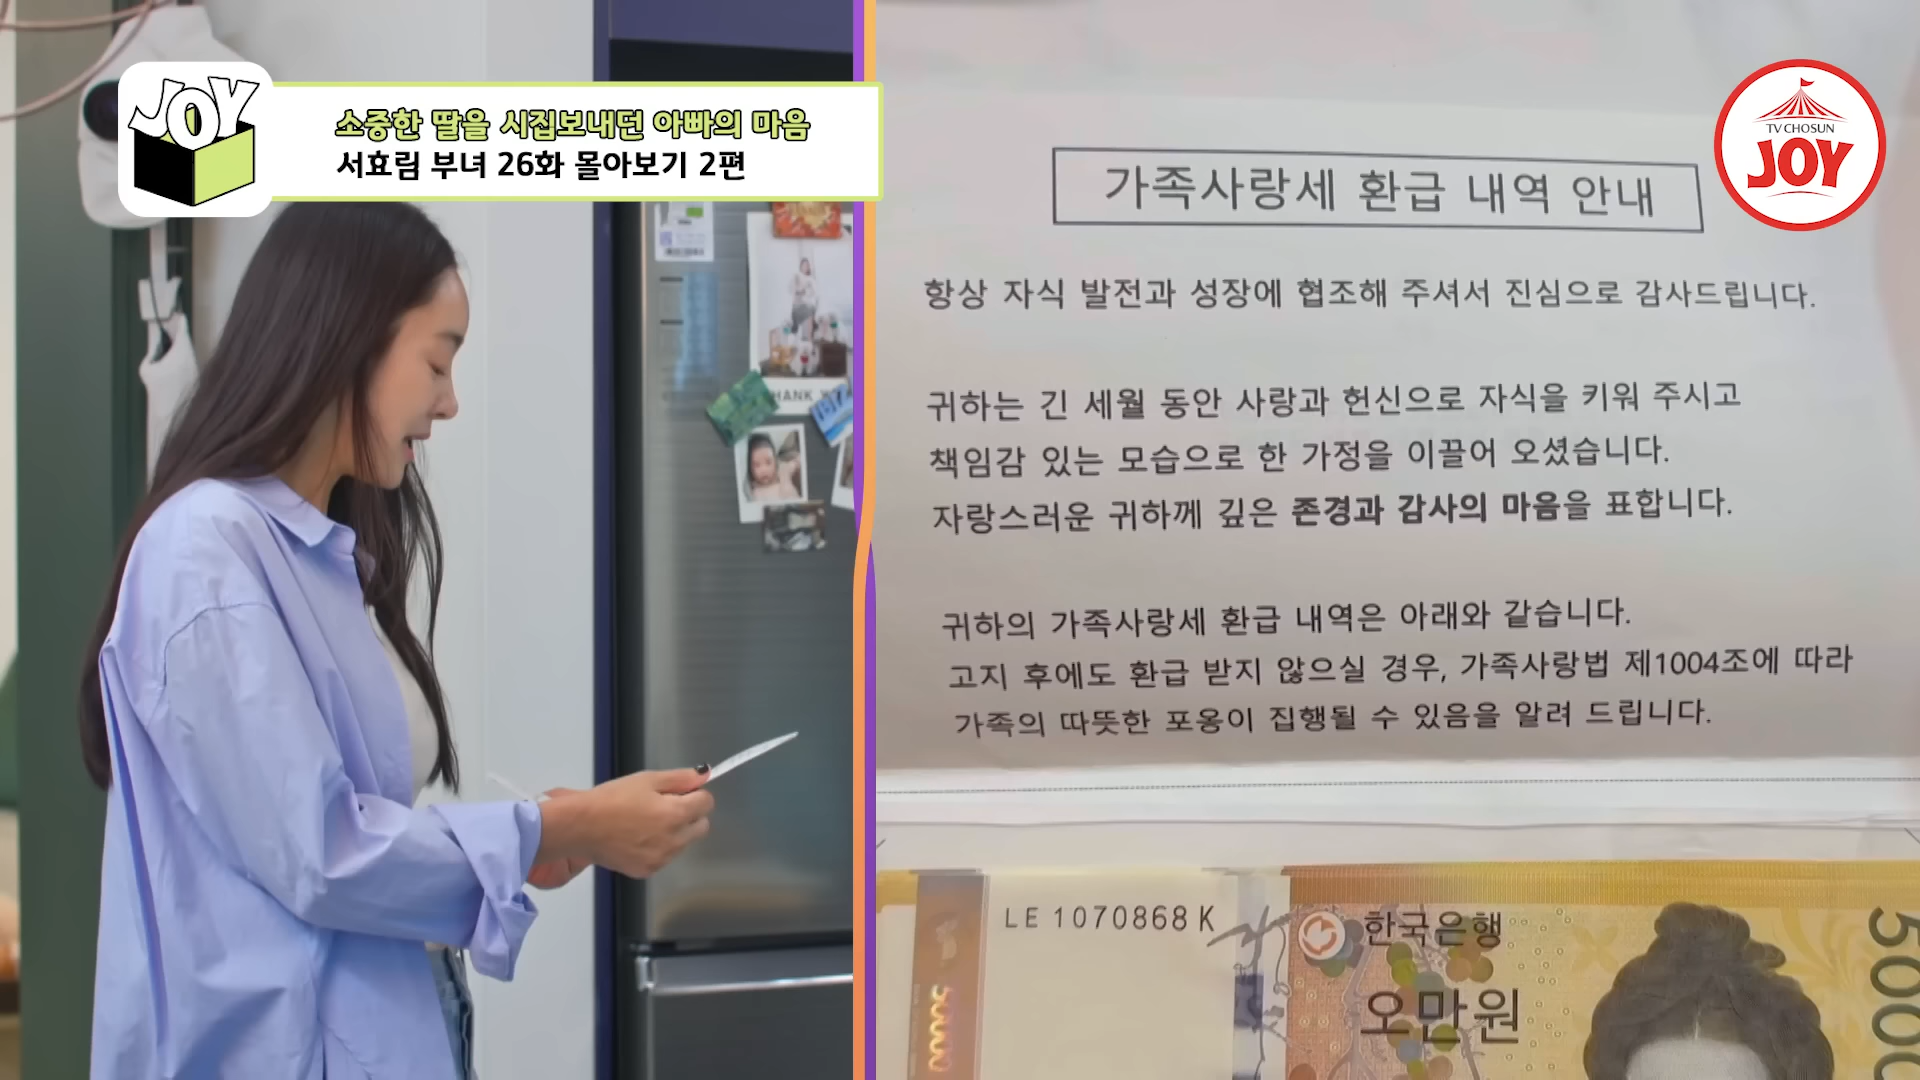 JOY
소중한 딸을 시집보내던 아빠의 마음
서효림 부녀 26화 몰아보기 2편
TV CHOSUN
JOY
HANK
가족사랑세 환급 내역 안내
항상 자식 발전과 성장에 협조해 주셔서 진심으로 감사드립니다.
귀하는 긴 세월 동안 사랑과 헌신으로 자식을 키워 주시고
책임감 있는 모습으로 한 가정을 이끌어 오셨습니다.
자랑스러운 귀하께 깊은 존경과 감사의 마음을 표합니다.
귀하의 가족사랑세 환급 내역은 아래와 같습니다.
고지 후에도 환급 받지 않으실 경우, 가족사랑법 제1004조에 따라
가족의 따뜻한 포옹이 집행될 수 있음을 알려 드립니다.
LE 1070868 K
한국은행
오만원
50000
5000